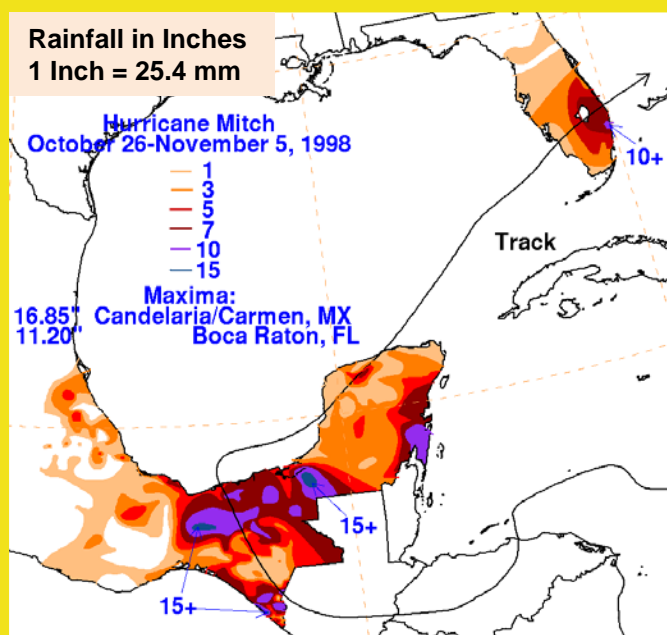 Rainfall in Inches
1 Inch = 25.4 mm
Hurricane Mitch
October 26-November 5, 1998
1
3
5
7
10
15
Maxima:
16.85" Candelaria/Carmen, MX
11.20" Boca Raton, FL
10+
Track
15+
15+